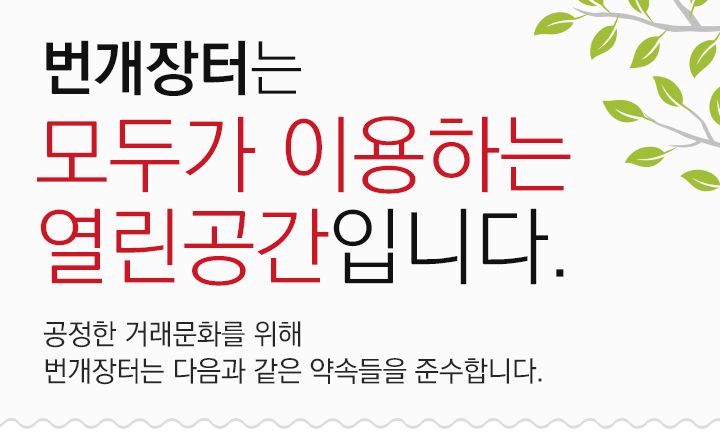 번개장터는
모두가 이용하는
열린공간입니다.
공정한 거래문화를 위해
번개장터는 다음과 같은 약속들을 준수합니다.